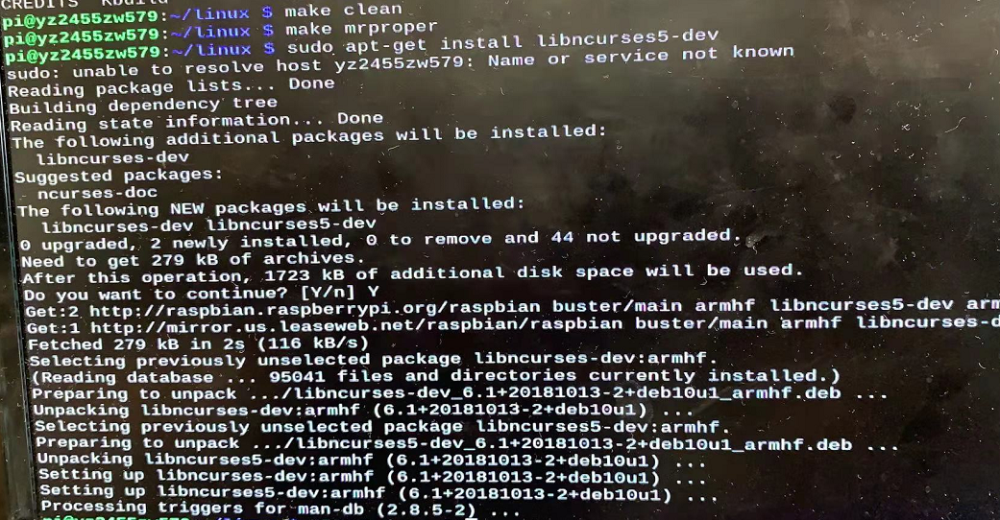 CREDITS Kbuild
pi@yz2455zw579:~/linux $ make clean
pi@yz2455zw579:~/linux $ make mrproper
pi@yz2455zw579:~/linux $ sudo apt-get install libncurses5-dev
sudo: unable to resolve host yz2455zw579: Name or service not known
Reading package lists... Done
Building dependency tree
Reading state information... Done
The following additional packages will be installed:
libncurses-dev
Suggested packages:
ncurses-doc
The following NEW packages will be installed:
libncurses-dev libncurses5-dev
0 upgraded, 2 newly installed, 0 to remove and 44 not upgraded.
Need to get 279 kB of archives.
After this operation, 1723 kB of additional disk space will be used.
Do you want to continue? [Y/n] Y
Get:2 http://raspbian.raspberrypi.org/raspbian buster/main armhf libncurses5-dev arm
Get:1 http://mirror.us.leaseweb.net/raspbian/raspbian buster/main armhf libncurses-d
Fetched 279 kB in 2s (116 kB/s)
Selecting previously unselected package libncurses-dev:armhf.
(Reading database ... 95041 files and directories currently installed.)
Preparing to unpack .../libncurses-dev_6.1+20181013-2+deb10u1_armhf.deb ...
Unpacking libncurses-dev:armhf (6.1+20181013-2+deb10u1) ...
Selecting previously unselected package libncurses5-dev:armhf.
Preparing to unpack .../libncurses5-dev_6.1+20181013-2+deb10u1_armhf.deb ...
Unpacking libncurses5-dev:armhf (6.1+20181013-2+deb10u1) ...
Setting up libncurses-dev:armhf (6.1+20181013-2+deb10u1) ...
Setting up libncurses5-dev:armhf (6.1+20181013-2+deb10u1) ...
Processing triggers for man-db (2.8.5-2) ...